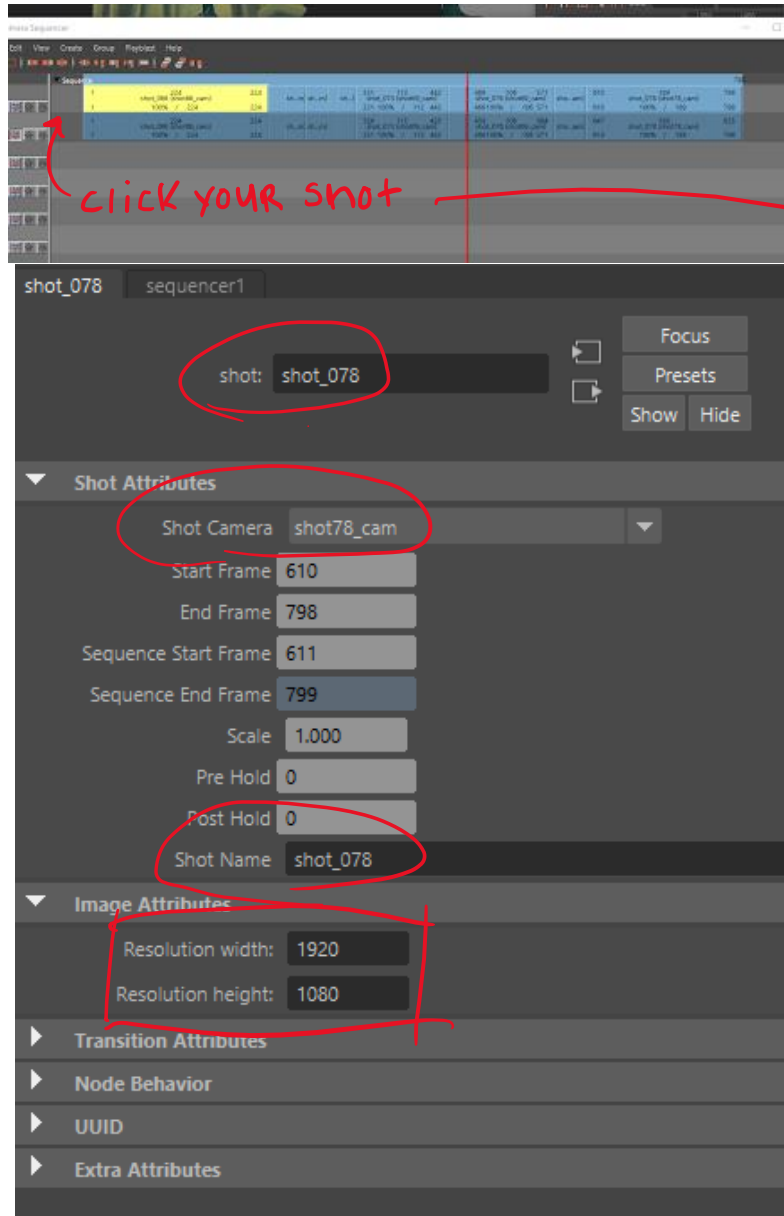 Edit View Create Group Playblast Help
Sequence
click youR shot
shot_078 sequencer1
Focus
shot: shot_078
Presets
Show Hide
Shot Attributes
Shot Camera shot78_cam
Start Frame 610
End Frame 798
Sequence Start Frame 611
Sequence End Frame 799
Scale 1.000
Pre Hold 0
Post Hold 0
Shot Name shot_078
Image Attributes
Resolution width: 1920
Resolution height: 1080
Transition Attributes
Node Behavior
UUID
Extra Attributes